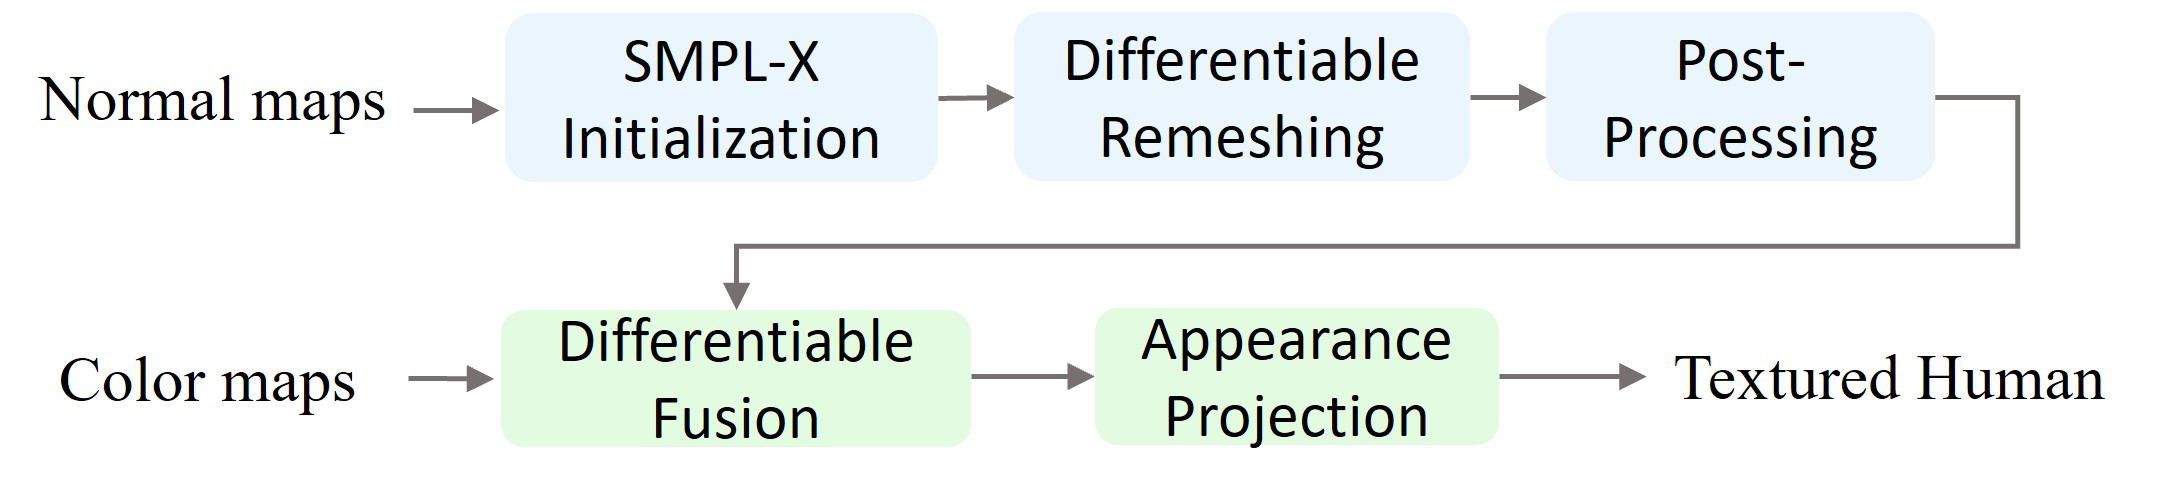 Normal maps
SMPL-X
Initialization
Differentiable
Remeshing
Post-
Processing
Color maps
Differentiable
Fusion
Appearance
Projection
Textured Human